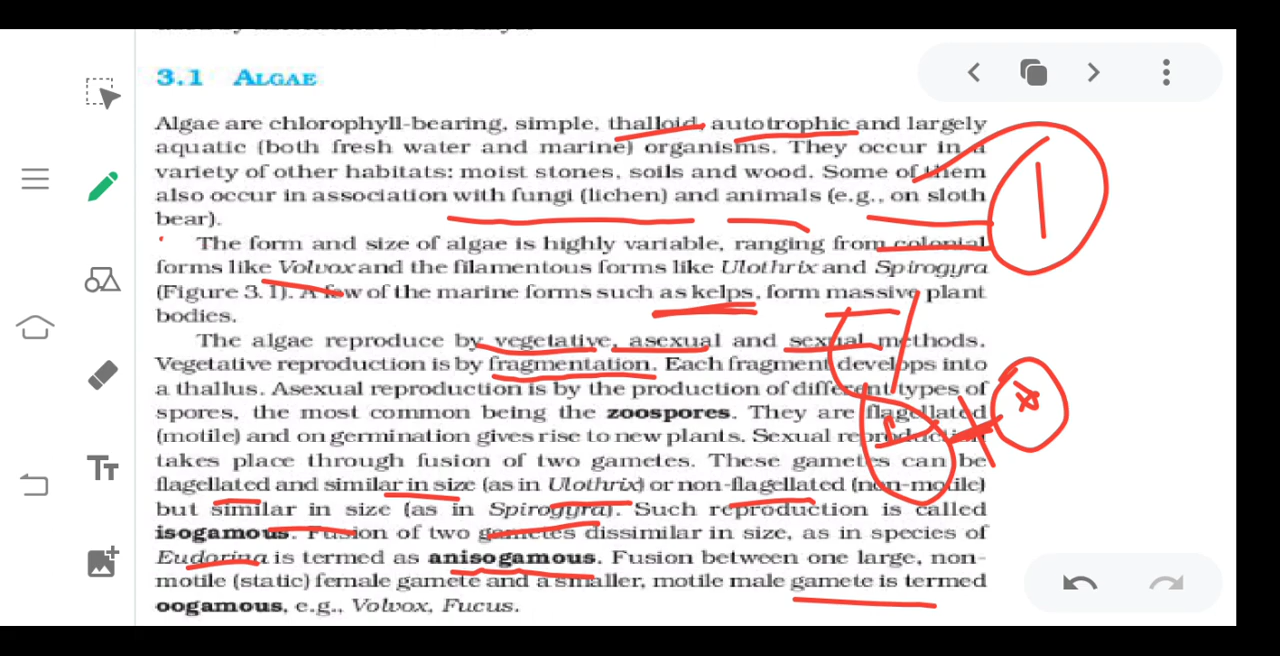 3.1 ALGAE
Algae are chlorophyll-bearing, simple, thalloid, autotrophic and largely
aquatic (both fresh water and marine) organisms. They occur in a
variety of other habitats: moist stones, soils and wood. Some of them
also occur in association with fungi (lichen) and animals (e.g., on sloth
bear).
The form and size of algae is highly variable, ranging from colonial
forms like Volvox and the filamentous forms like Ulothrix and Spirogyra
(Figure 3.1). A few of the marine forms such as kelps, form massive plant
bodies.
The algae reproduce by vegetative, asexual and sexual methods.
Vegetative reproduction is by fragmentation. Each fragment develops into
a thallus. Asexual reproduction is by the production of different types of
spores, the most common being the zoospores. They are flagellated
(motile) and on germination gives rise to new plants. Sexual reproduction
takes place through fusion of two gametes. These gametes can be
flagellated and similar in size (as in Ulothrix) or non-flagellated (non-motile)
but similar in size (as in Spirogyra). Such reproduction is called
isogamous. Fusion of two gametes dissimilar in size, as in species of
Eudorina is termed as anisogamous. Fusion between one large, non-
motile (static) female gamete and a smaller, motile male gamete is termed
oogamous, e.g., Volvox, Fucus.
Tт